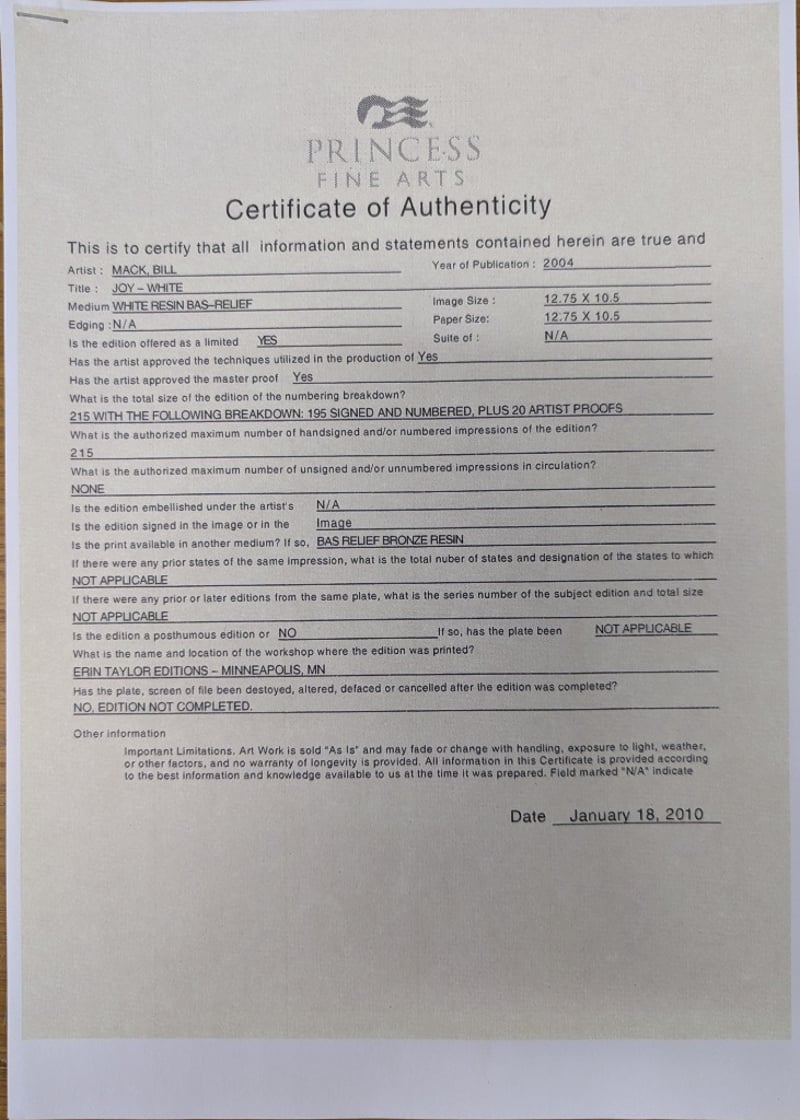 PRINCESS
FINE ARTS
Certificate of Authenticity
This is to certify that all information and statements contained herein are true and
Artist : MACK, BILL Year of Publication : 2004
Title : JOY – WHITE
Medium WHITE RESIN BAS–RELIEF Image Size : 12.75 X 10.5
Edging : N/A Paper Size: 12.75 X 10.5
Is the edition offered as a limited YES Suite of : N/A
Has the artist approved the techniques utilized in the production of Yes
Has the artist approved the master proof Yes
What is the total size of the edition of the numbering breakdown?
215 WITH THE FOLLOWING BREAKDOWN: 195 SIGNED AND NUMBERED, PLUS 20 ARTIST PROOFS
What is the authorized maximum number of handsigned and/or numbered impressions of the edition?
215
What is the authorized maximum number of unsigned and/or unnumbered impressions in circulation?
NONE
Is the edition embellished under the artist's N/A
Is the edition signed in the image or in the Image
Is the print available in another medium? If so, BAS RELIEF BRONZE RESIN
If there were any prior states of the same impression, what is the total nuber of states and designation of the states to which
NOT APPLICABLE
If there were any prior or later editions from the same plate, what is the series number of the subject edition and total size
NOT APPLICABLE
Is the edition a posthumous edition or NO If so, has the plate been NOT APPLICABLE
What is the name and location of the workshop where the edition was printed?
ERIN TAYLOR EDITIONS – MINNEAPOLIS, MN
Has the plate, screen of file been destoyed, altered, defaced or cancelled after the edition was completed?
NO, EDITION NOT COMPLETED.
Other information
Important Limitations. Art Work is sold "As Is" and may fade or change with handling, exposure to light, weather,
or other factors, and no warranty of longevity is provided. All information in this Certificate is provided according
to the best information and knowledge available to us at the time it was prepared. Field marked "N/A" indicate
Date January 18, 2010